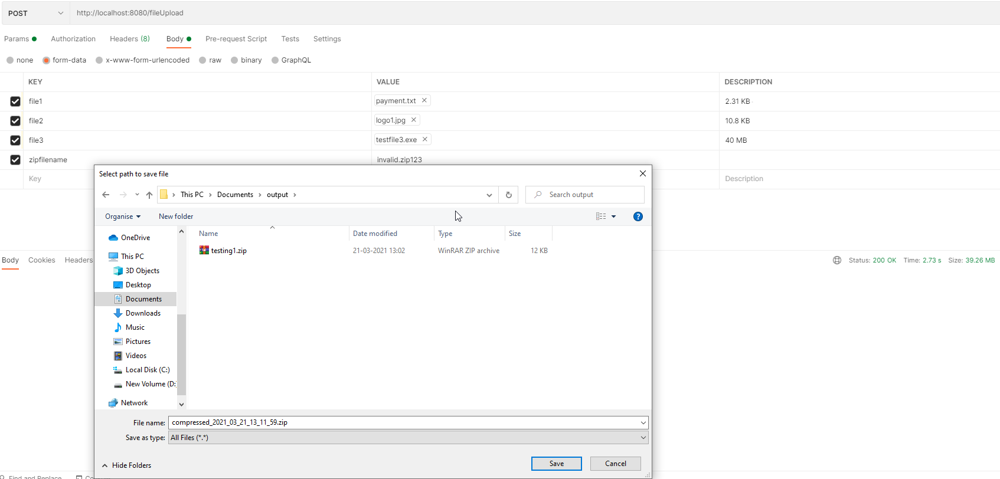 POST http://localhost:8080/fileUpload
Params Authorization Headers (8) Body Pre-request Script Tests Settings
none form-data x-www-form-urlencoded raw binary GraphQL
KEY VALUE DESCRIPTION
file1 payment.txt 2.31 KB
file2 logo1.jpg 10.8 KB
file3 testfile3.exe 40 MB
zipfilename invalid.zip123
Key Description
Select path to save file
This PC Documents output Search output
Organise New folder
Name Date modified Type Size
testing1.zip 21-03-2021 13:02 WinRAR ZIP archive 12 KB
OneDrive
This PC
3D Objects
Desktop
Documents
Downloads
Music
Pictures
Videos
Local Disk (C:)
New Volume (D:
Network
File name: compressed_2021_03_21_13_11_59.zip
Save as type: All Files (*.*)
Hide Folders Save Cancel
Body Cookies Headers Status: 200 OK Time: 2.73 s Size: 39.26 MB
Find and Replace